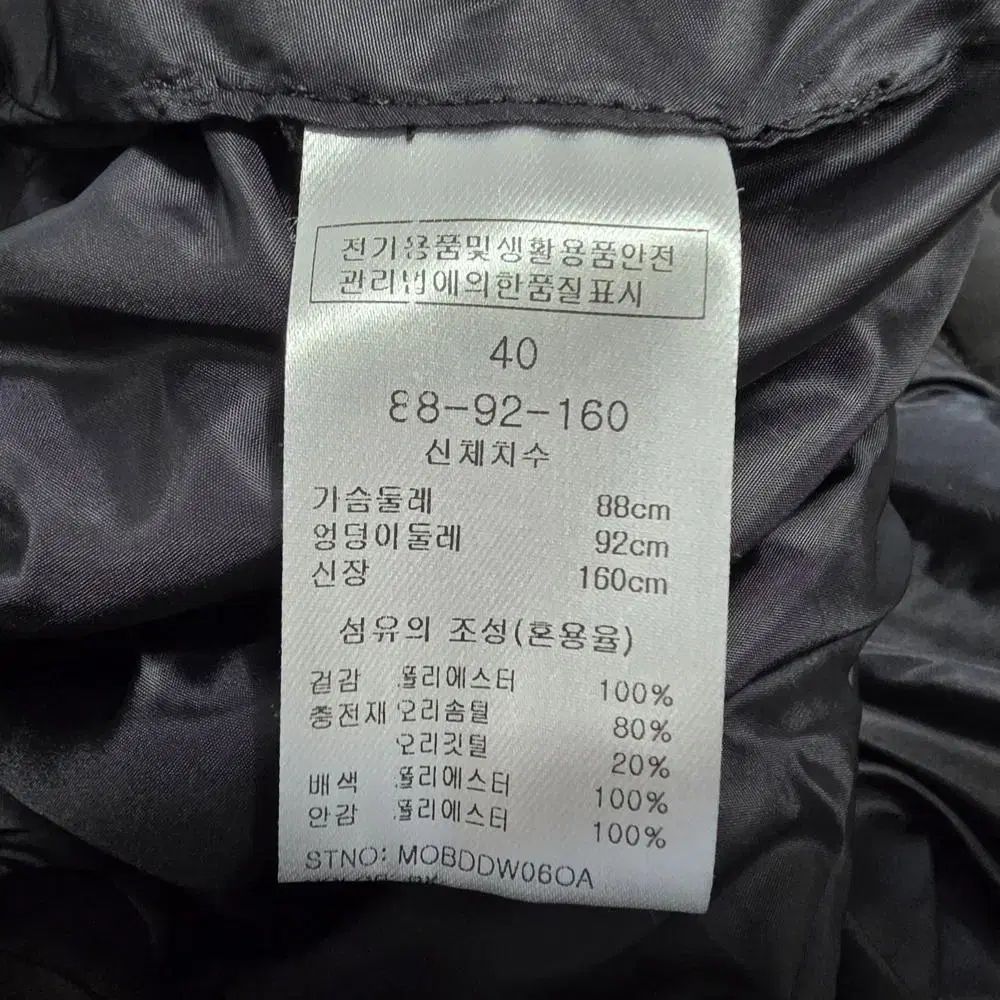 전기용품및생활용품안전
관리법에의한품질표시
40
88-92-160
신체치수
가슴둘레 88cm
엉덩이둘레 92cm
신장 160cm
섬유의 조성(혼용율)
겉감 폴리에스터 100%
충전재 오리솜털 80%
오리깃털 20%
배색 폴리에스터 100%
안감 폴리에스터 100%
STNO: MOBDDW06OA